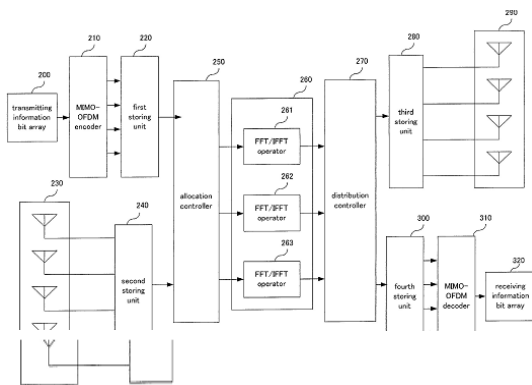 200
transmitting
information
bit array
210
MIMO-
OFDM
encoder
220
first
storing
unit
230
240
second
storing
unit
250
allocation
controller
260
261
FFT/IFFT
operator
262
FFT/IFFT
operator
263
FFT/IFFT
operator
270
distribution
controller
280
third
storing
unit
290
300
fourth
storing
unit
310
MIMO-
OFDM
decoder
320
receiving
information
bit array